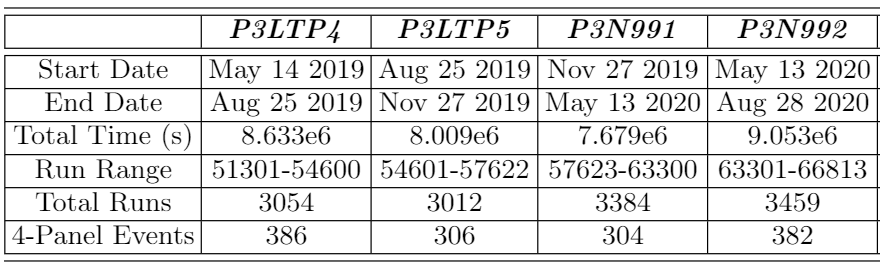 P3LTP4 P3LTP5 P3N991 P3N992
Start Date May 14 2019 Aug 25 2019 Nov 27 2019 May 13 2020
End Date Aug 25 2019 Nov 27 2019 May 13 2020 Aug 28 2020
Total Time (s) 8.633e6 8.009e6 7.679e6 9.053e6
Run Range 51301-54600 54601-57622 57623-63300 63301-66813
Total Runs 3054 3012 3384 3459
4-Panel Events 386 306 304 382